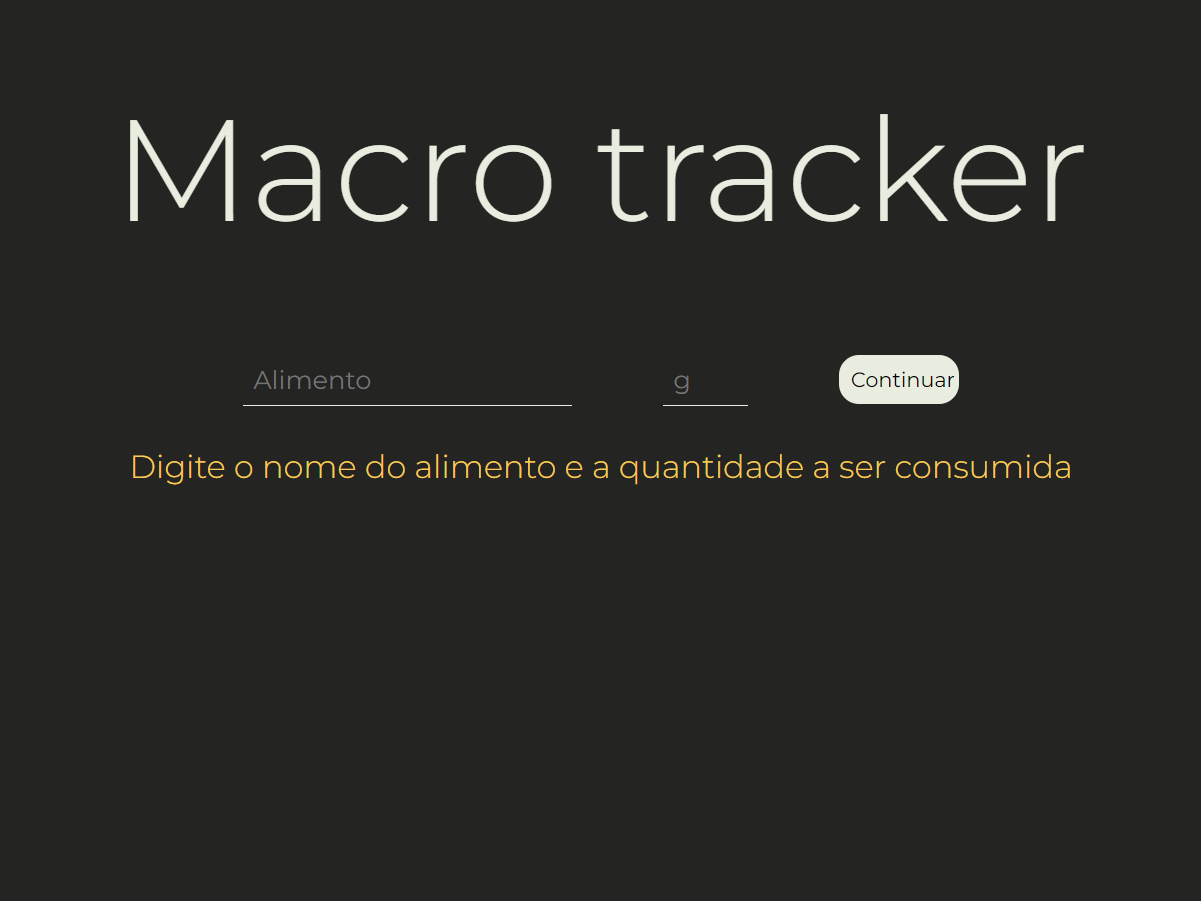 Macro tracker
Alimento
g
Continuar
Digite o nome do alimento e a quantidade a ser consumida